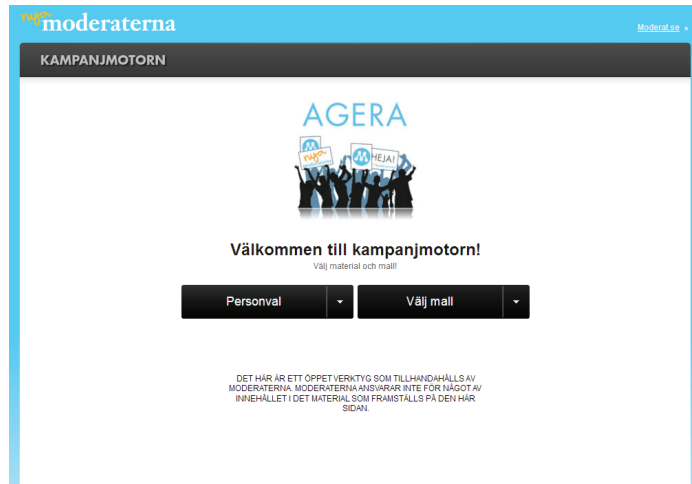 nya moderaterna
Moderat.se »
KAMPANJMOTORN
AGERA
M
nya
M HEJA!
Välkommen till kampanjmotorn!
Välj material och mall!
Personval
Välj mall
DET HÄR ÄR ETT ÖPPET VERKTYG SOM TILLHANDAHÅLLS AV
MODERATERNA. MODERATERNA ANSVARAR INTE FÖR NÅGOT AV
INNEHÅLLET I DET MATERIAL SOM FRAMSTÄLLS PÅ DEN HÄR
SIDAN.